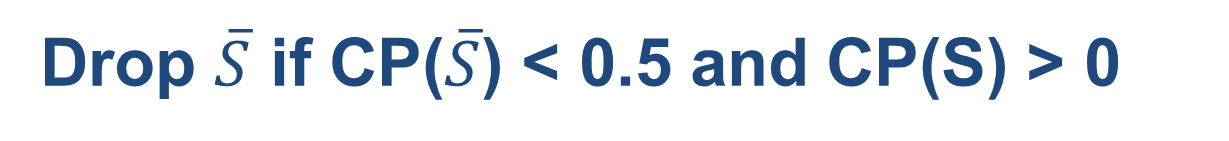 Drop S̄ if CP(S̄) < 0.5 and CP(S) > 0